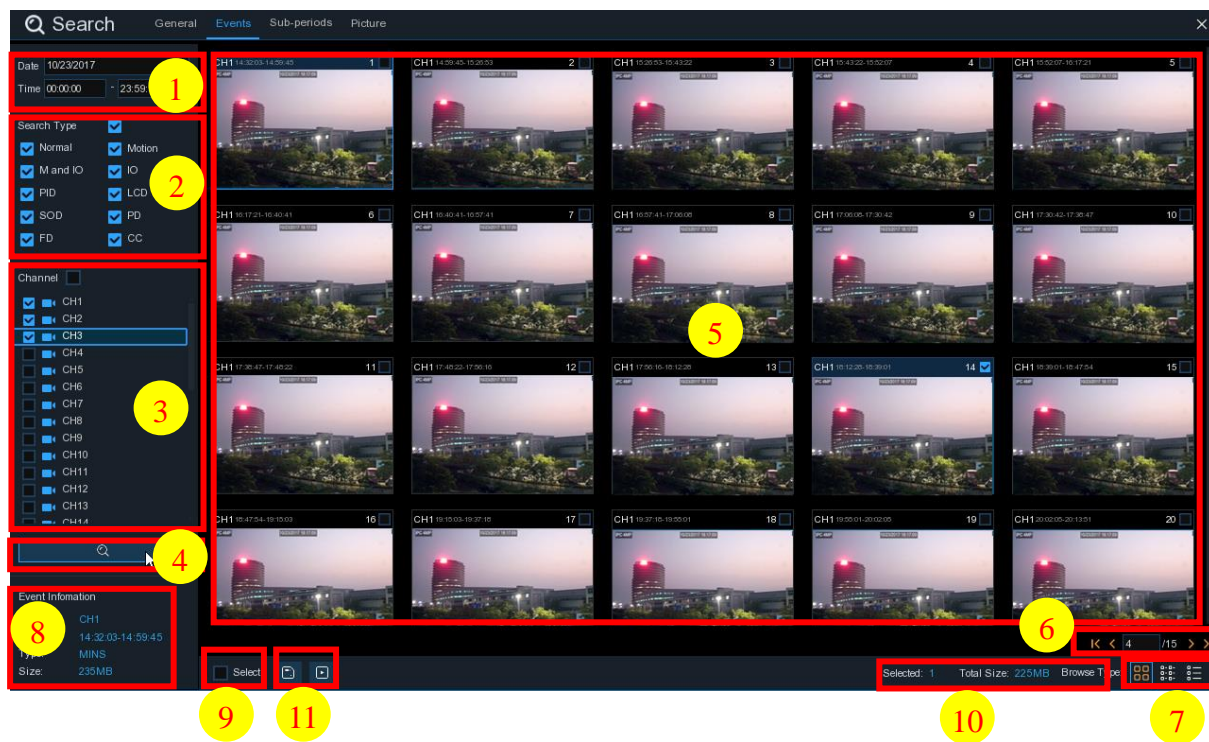 Search General Events Sub-periods Picture
Date 10/23/2017
Time 00:00:00 - 23:59:
1
Search Type
Normal Motion
M and IO IO
PID LCD
SOD PD
FD CC
2
Channel
CH1
CH2
CH3
CH4
CH5
CH6
CH7
CH8
CH9
CH10
CH11
CH12
CH13
CH14
3
4
Event Infomation
CH1
14:32:03-14:59:45
Type: MINS
Size: 235MB
8
CH1 14:32:03-14:59:45 1
CH1 14:59:45-15:26:53 2
CH1 15:26:53-15:43:22 3
CH1 15:43:22-15:52:07 4
CH1 15:52:07-16:17:21 5
CH1 16:17:21-16:40:41 6
CH1 16:40:41-16:57:41 7
CH1 16:57:41-17:06:08 8
CH1 17:06:08-17:30:42 9
CH1 17:30:42-17:38:47 10
CH1 17:38:47-17:48:22 11
CH1 17:48:22-17:56:16 12
CH1 17:56:16-18:12:28 13
CH1 18:12:28-18:39:01 14
CH1 18:39:01-18:47:54 15
CH1 18:47:54-19:15:03 16
CH1 19:15:03-19:37:16 17
CH1 19:37:16-19:55:01 18
CH1 19:55:01-20:02:05 19
CH1 20:02:05-20:13:51 20
5
6
4 /15
Select
Selected: 1 Total Size: 225MB Browse Type
9
11
10
7